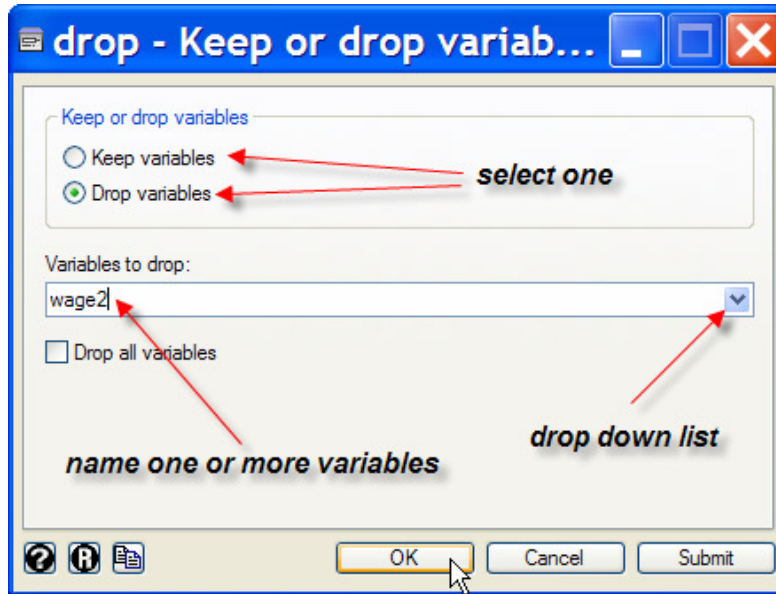 drop - Keep or drop variab...
Keep or drop variables
Keep variables
select one
Drop variables
Variables to drop:
wage2
Drop all variables
drop down list
name one or more variables
? R OK Cancel Submit